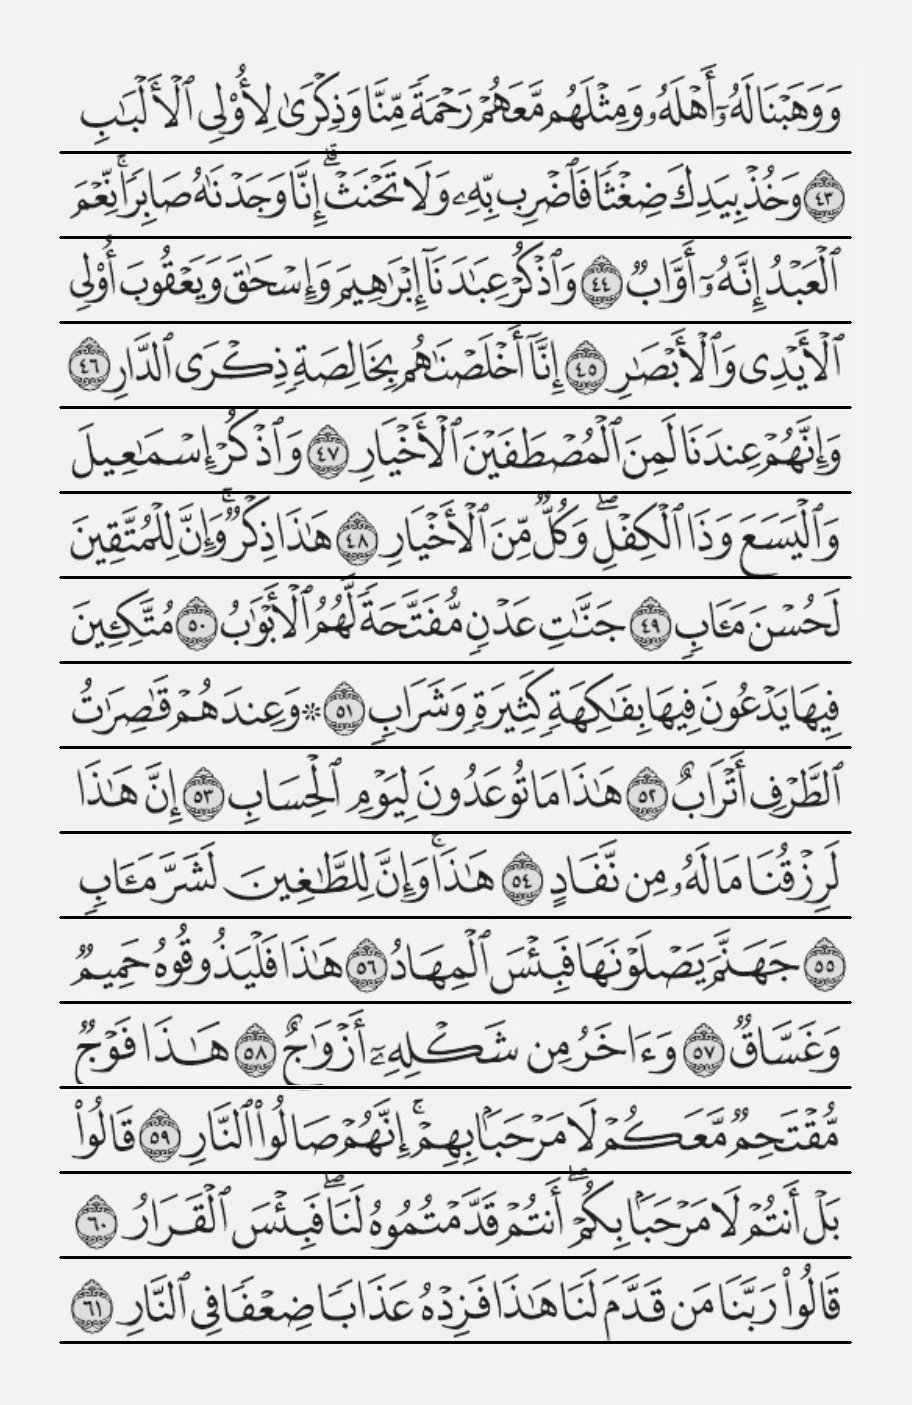 وَوَهَبْنَا لَهُۥٓ أَهْلَهُۥ وَمِثْلَهُم مَّعَهُمْ رَحْمَةً مِّنَّا وَذِكْرَىٰ لِأُو۟لِى ٱلْأَلْبَٰبِ
٤٣ وَخُذْ بِيَدِكَ ضِغْثًا فَٱضْرِب بِّهِۦ وَلَا تَحْنَثْ ۗ إِنَّا وَجَدْنَٰهُ صَابِرًا ۚ نِّعْمَ
ٱلْعَبْدُ إِنَّهُۥٓ أَوَّابٌ ٤٤ وَٱذْكُرْ عِبَٰدَنَآ إِبْرَٰهِيمَ وَإِسْحَٰقَ وَيَعْقُوبَ أُو۟لِى
ٱلْأَيْدِى وَٱلْأَبْصَٰرِ ٤٥ إِنَّآ أَخْلَصْنَٰهُم بِخَالِصَةٍ ذِكْرَى ٱلدَّارِ ٤٦
وَإِنَّهُمْ عِندَنَا لَمِنَ ٱلْمُصْطَفَيْنَ ٱلْأَخْيَارِ ٤٧ وَٱذْكُرْ إِسْمَٰعِيلَ
وَٱلْيَسَعَ وَذَا ٱلْكِفْلِ ۖ وَكُلٌّ مِّنَ ٱلْأَخْيَارِ ٤٨ هَٰذَا ذِكْرٌ ۚ وَإِنَّ لِلْمُتَّقِينَ
لَحُسْنَ مَـَٔابٍ ٤٩ جَنَّٰتِ عَدْنٍ مُّفَتَّحَةً لَّهُمُ ٱلْأَبْوَٰبُ ٥٠ مُتَّكِـِٔينَ
فِيهَا يَدْعُونَ فِيهَا بِفَٰكِهَةٍ كَثِيرَةٍ وَشَرَابٍ ٥١ ۞ وَعِندَهُمْ قَٰصِرَٰتُ
ٱلطَّرْفِ أَتْرَابٌ ٥٢ هَٰذَا مَا تُوعَدُونَ لِيَوْمِ ٱلْحِسَابِ ٥٣ إِنَّ هَٰذَا
لَرِزْقُنَا مَا لَهُۥ مِن نَّفَادٍ ٥٤ هَٰذَا ۚ وَإِنَّ لِلطَّٰغِينَ لَشَرَّ مَـَٔابٍ
٥٥ جَهَنَّمَ يَصْلَوْنَهَا فَبِئْسَ ٱلْمِهَادُ ٥٦ هَٰذَا فَلْيَذُوقُوهُ حَمِيمٌ
وَغَسَّاقٌ ٥٧ وَءَاخَرُ مِن شَكْلِهِۦٓ أَزْوَٰجٌ ٥٨ هَٰذَا فَوْجٌ
مُّقْتَحِمٌ مَّعَكُمْ لَا مَرْحَبًۢا بِهِمْ ۚ إِنَّهُمْ صَالُوا۟ ٱلنَّارِ ٥٩ قَالُوا۟
بَلْ أَنتُمْ لَا مَرْحَبًۢا بِكُمْ ۖ أَنتُمْ قَدَّمْتُمُوهُ لَنَا ۖ فَبِئْسَ ٱلْقَرَارُ ٦٠
قَالُوا۟ رَبَّنَا مَن قَدَّمَ لَنَا هَٰذَا فَزِدْهُ عَذَابًا ضِعْفًا فِى ٱلنَّارِ ٦١